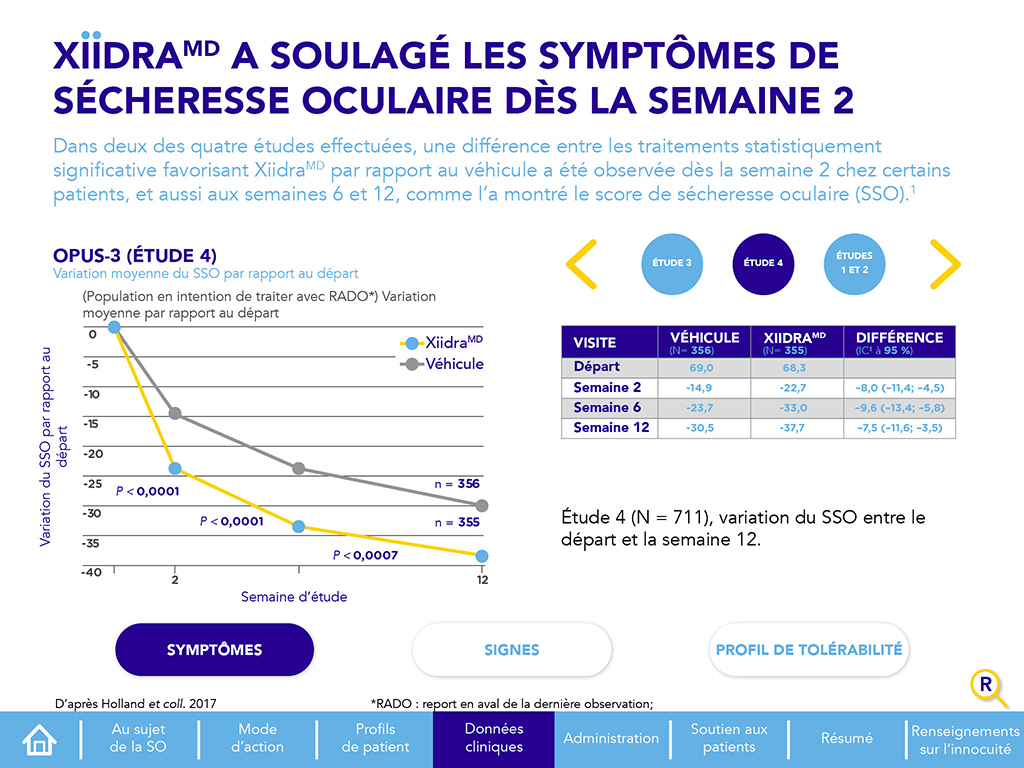 XIIDRAᴹᴰ A SOULAGÉ LES SYMPTÔMES DE
SÉCHERESSE OCULAIRE DÈS LA SEMAINE 2
Dans deux des quatre études effectuées, une différence entre les traitements statistiquement
significative favorisant Xiidraᴹᴰ par rapport au véhicule a été observée dès la semaine 2 chez certains
patients, et aussi aux semaines 6 et 12, comme l’a montré le score de sécheresse oculaire (SSO).¹
OPUS-3 (ÉTUDE 4)
Variation moyenne du SSO par rapport au départ
(Population en intention de traiter avec RADO*) Variation
moyenne par rapport au départ
Variation du SSO par rapport au
départ
0
-5
-10
-15
-20
-25
-30
-35
-40
Xiidraᴹᴰ
Véhicule
n = 356
P < 0,0001
P < 0,0001
n = 355
P < 0,0007
2
12
Semaine d’étude
ÉTUDE 3
ÉTUDE 4
ÉTUDES
1 ET 2
VISITE VÉHICULE (N= 356) XIIDRAᴹᴰ (N= 355) DIFFÉRENCE (IC‡ à 95 %)
Départ 69,0 68,3
Semaine 2 -14,9 -22,7 –8,0 (–11,4; –4,5)
Semaine 6 -23,7 -33,0 –9,6 (–13,4; –5,8)
Semaine 12 -30,5 -37,7 –7,5 (–11,6; –3,5)
Étude 4 (N = 711), variation du SSO entre le
départ et la semaine 12.
SYMPTÔMES
SIGNES
PROFIL DE TOLÉRABILITÉ
R
D’après Holland et coll. 2017
*RADO : report en aval de la dernière observation;
Au sujet
de la SO
Mode
d’action
Profils
de patient
Données
cliniques
Administration
Soutien aux
patients
Résumé
Renseignements
sur l’innocuité